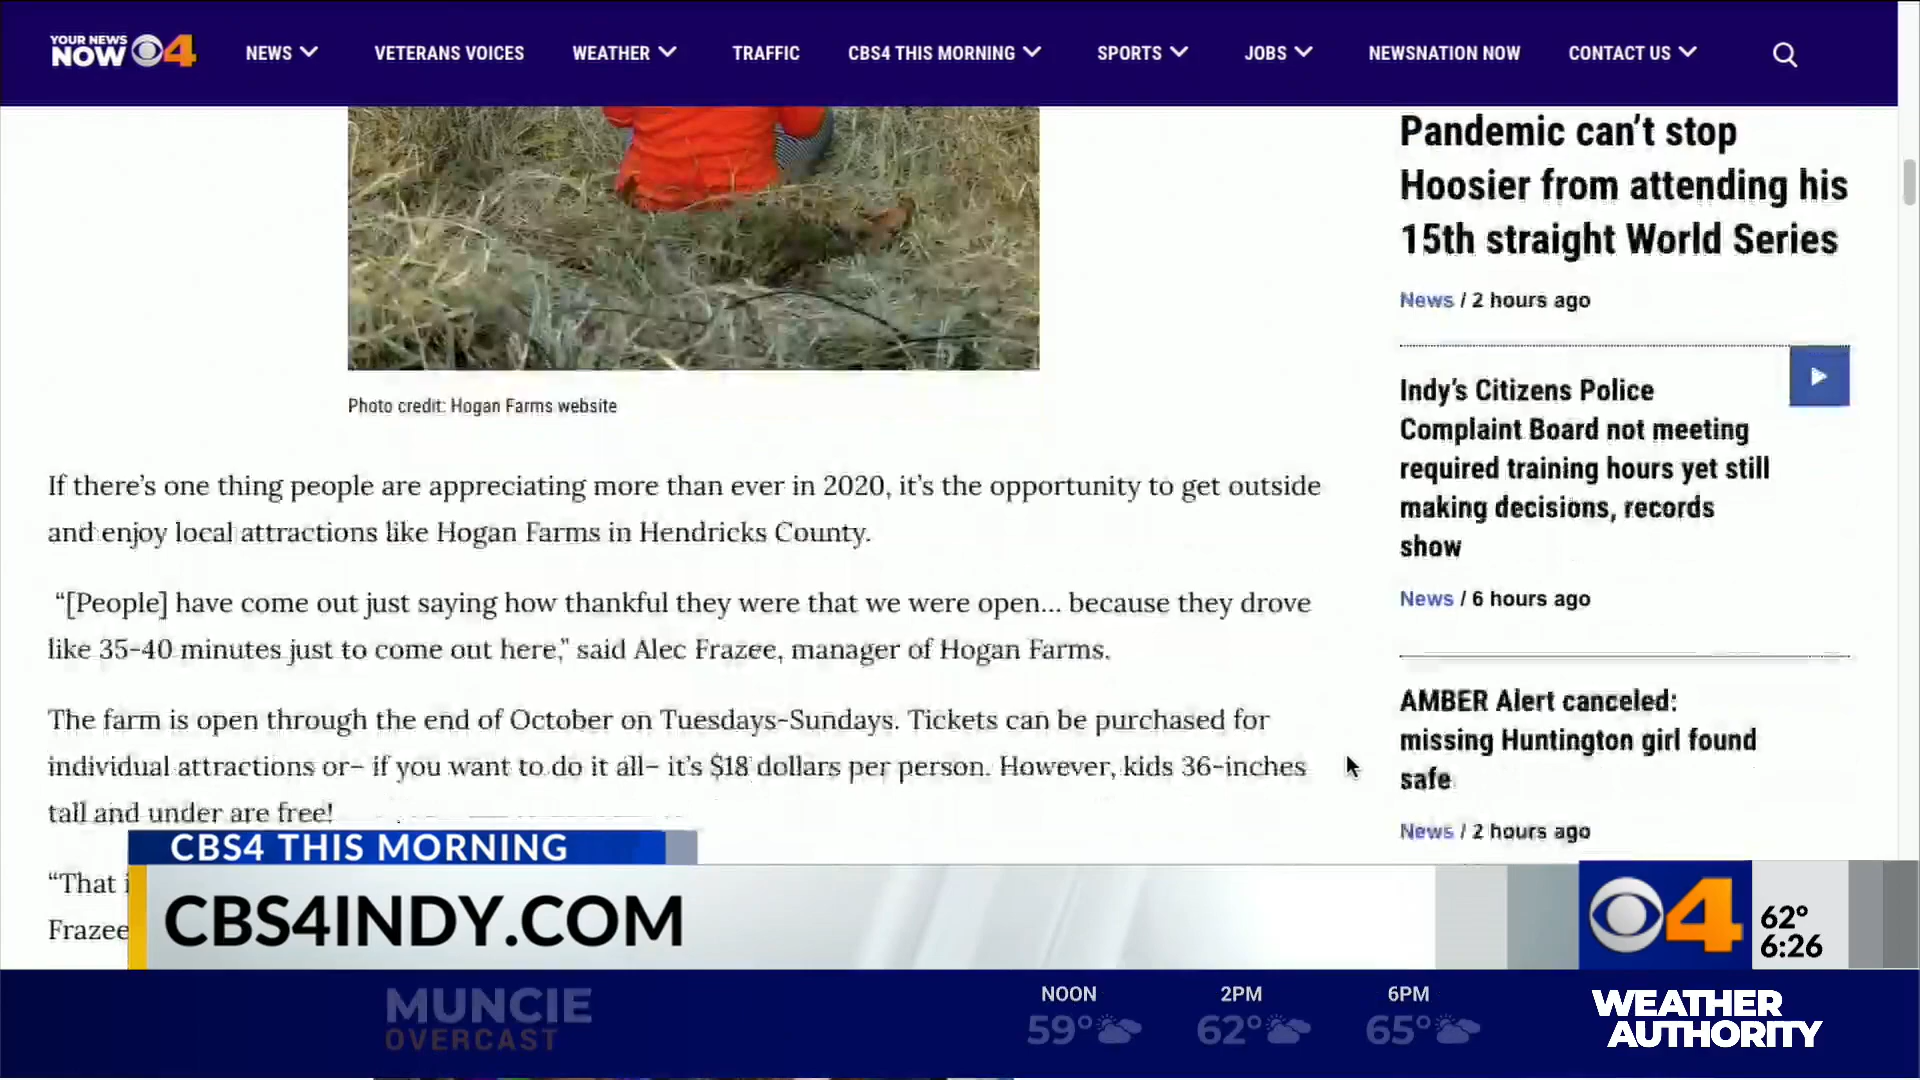 YOUR NEWS
NOW 4
NEWS
VETERANS VOICES
WEATHER
TRAFFIC
CBS4 THIS MORNING
SPORTS
JOBS
NEWSNATION NOW
CONTACT US
Photo credit: Hogan Farms website
If there’s one thing people are appreciating more than ever in 2020, it’s the opportunity to get outside
and enjoy local attractions like Hogan Farms in Hendricks County.
“[People] have come out just saying how thankful they were that we were open… because they drove
like 35-40 minutes just to come out here,” said Alec Frazee, manager of Hogan Farms.
The farm is open through the end of October on Tuesdays-Sundays. Tickets can be purchased for
individual attractions or– if you want to do it all– it’s $18 dollars per person. However, kids 36-inches
tall and under are free!
“That i
Frazee
Pandemic can’t stop
Hoosier from attending his
15th straight World Series
News / 2 hours ago
Indy’s Citizens Police
Complaint Board not meeting
required training hours yet still
making decisions, records
show
News / 6 hours ago
AMBER Alert canceled:
missing Huntington girl found
safe
News / 2 hours ago
CBS4 THIS MORNING
CBS4INDY.COM
4
62°
6:26
MUNCIE
OVERCAST
NOON
59°
2PM
62°
6PM
65°
WEATHER
AUTHORITY